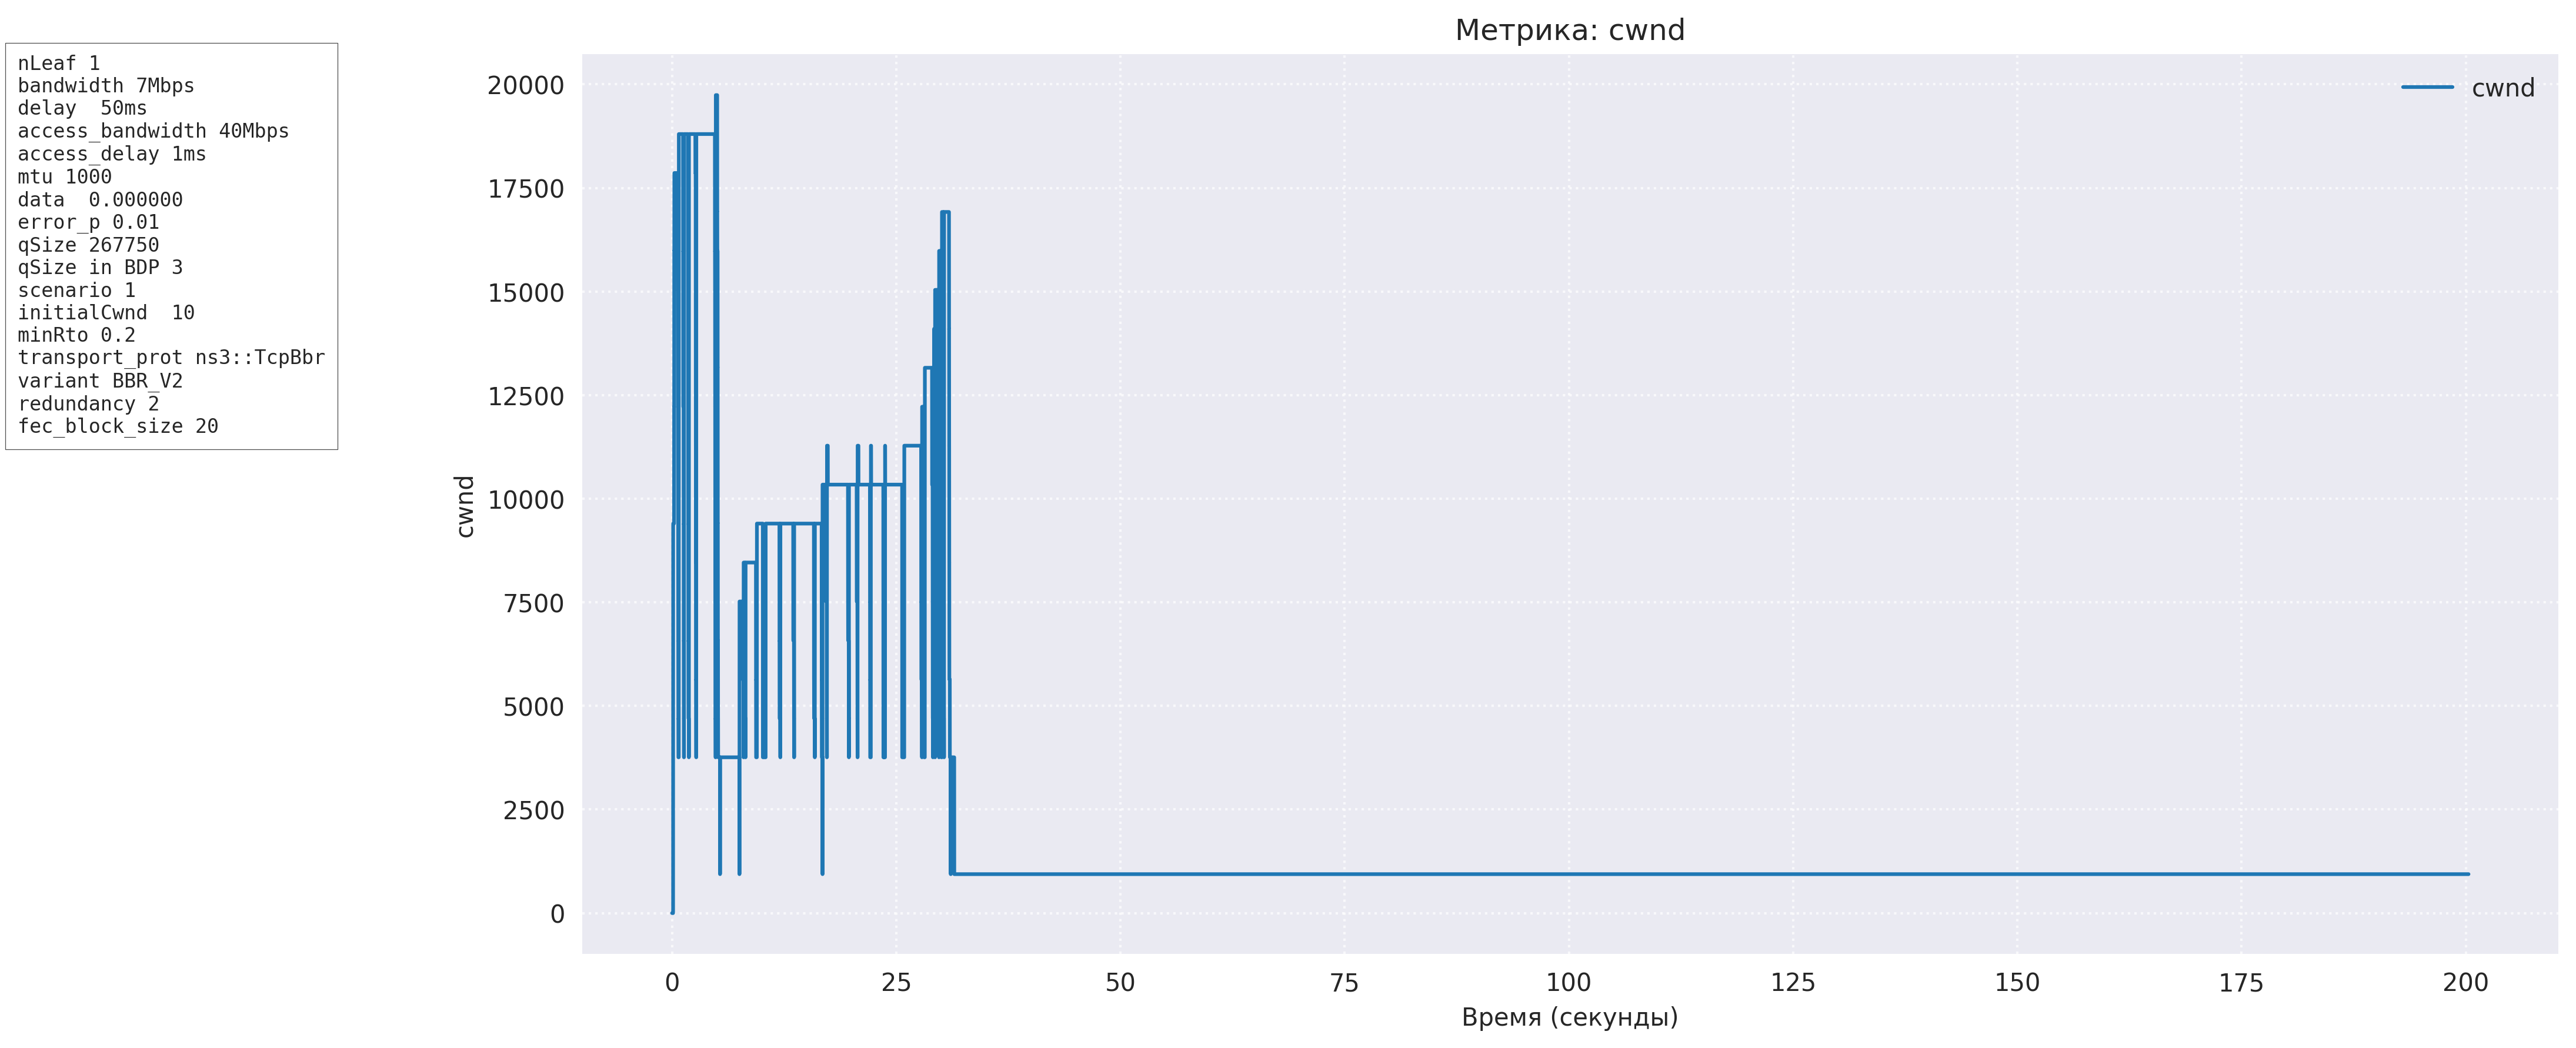 Метрика: cwnd
nLeaf 1
bandwidth 7Mbps
delay  50ms
access_bandwidth 40Mbps
access_delay 1ms
mtu 1000
data  0.000000
error_p 0.01
qSize 267750
qSize in BDP 3
scenario 1
initialCwnd  10
minRto 0.2
transport_prot ns3::TcpBbr
variant BBR_V2
redundancy 2
fec_block_size 20
cwnd
20000
17500
15000
12500
10000
7500
5000
2500
0
cwnd
0 25 50 75 100 125 150 175 200
Время (секунды)